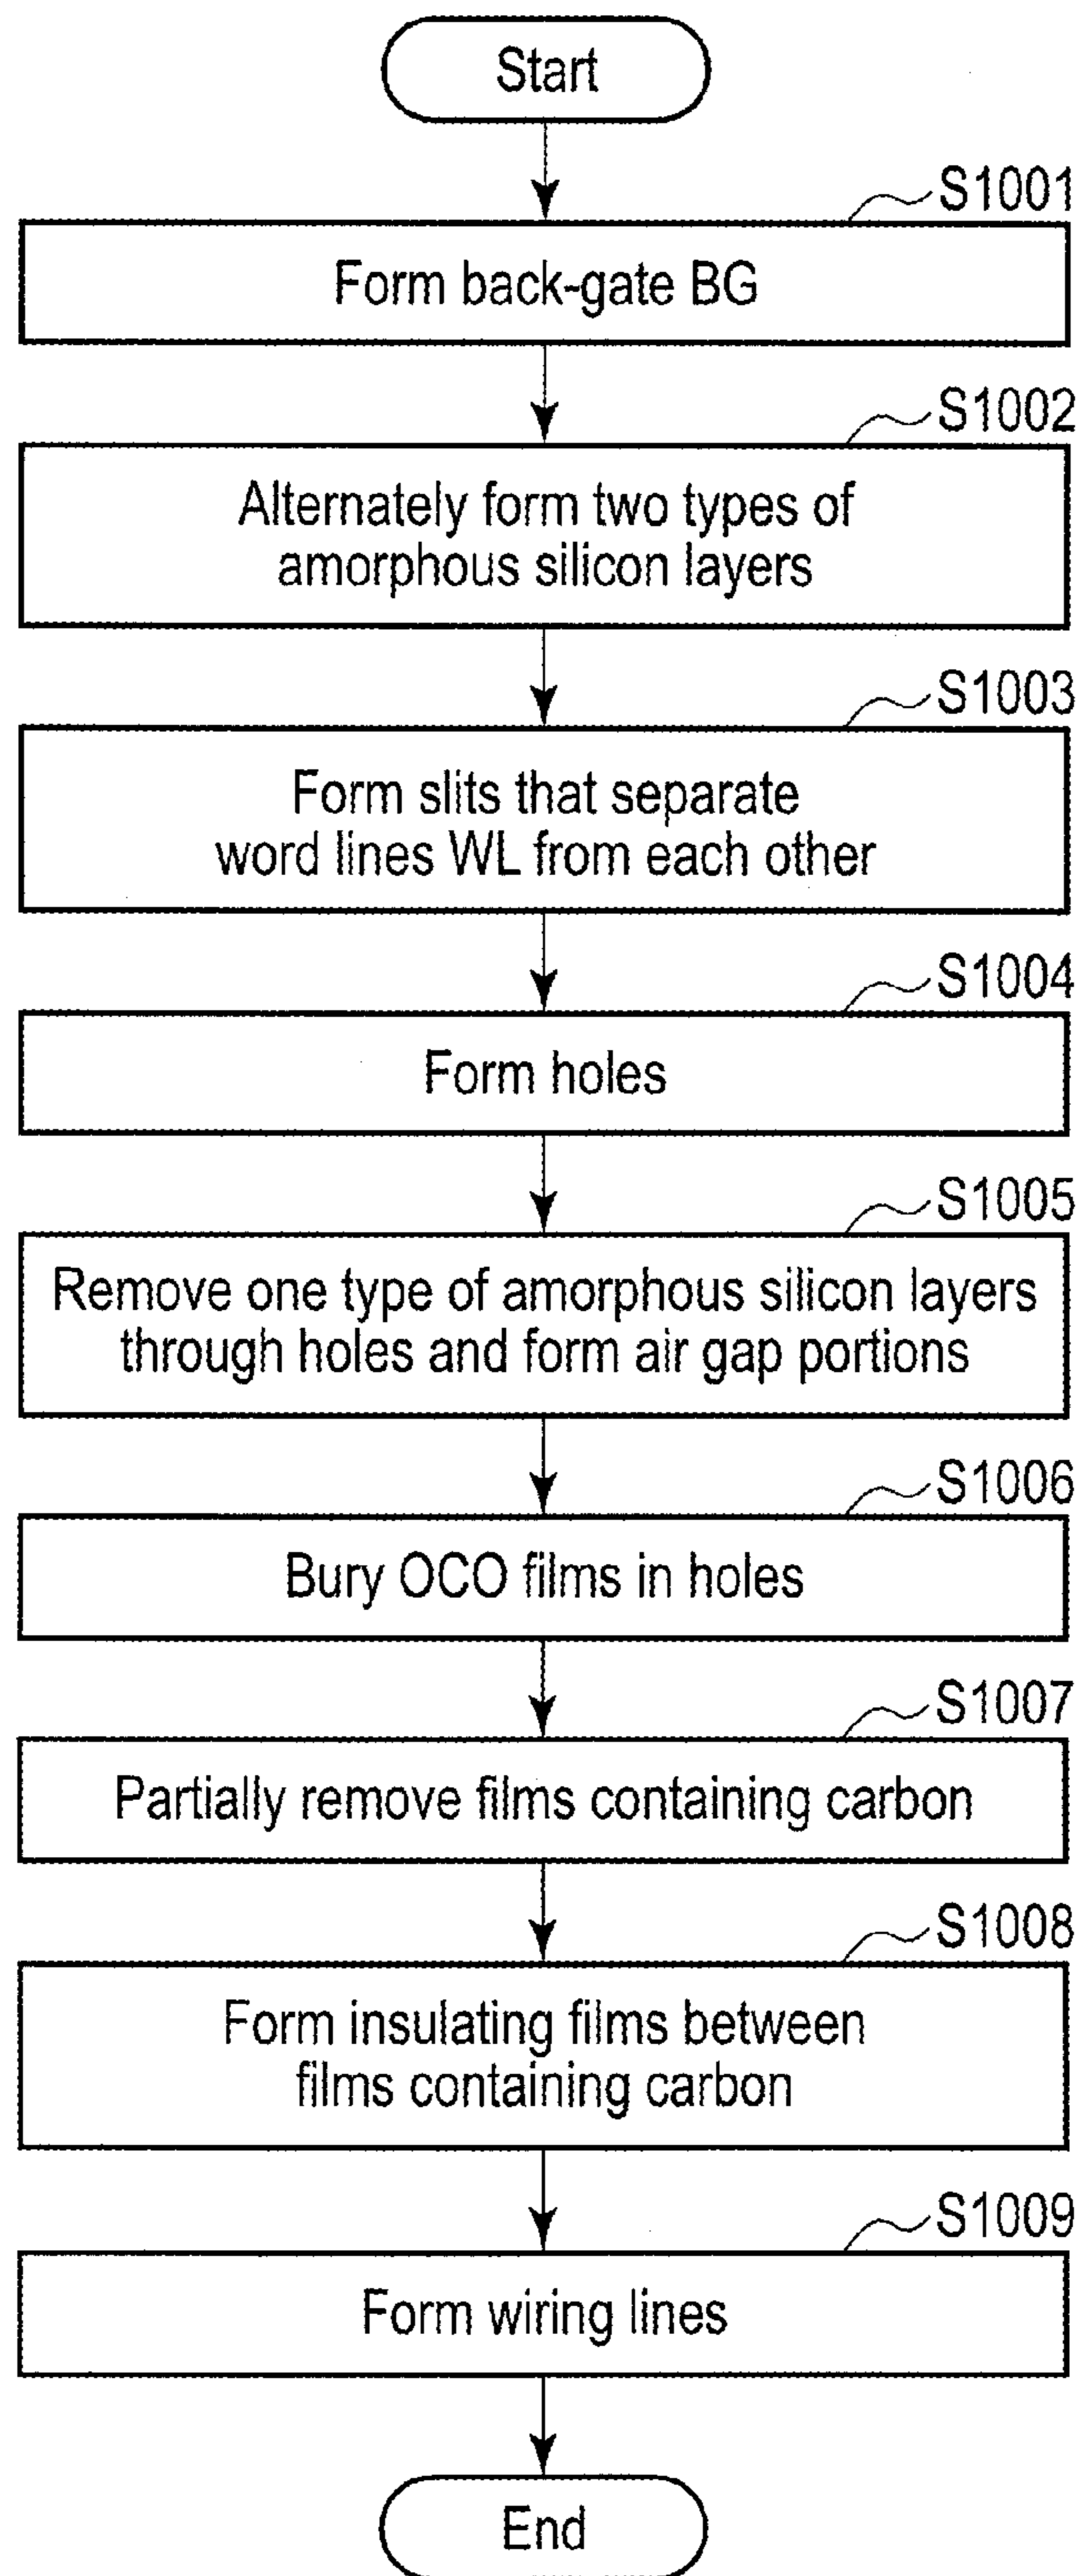 Start
S1001
Form back-gate BG
S1002
Alternately form two types of
amorphous silicon layers
S1003
Form slits that separate
word lines WL from each other
S1004
Form holes
S1005
Remove one type of amorphous silicon layers
through holes and form air gap portions
S1006
Bury OCO films in holes
S1007
Partially remove films containing carbon
S1008
Form insulating films between
films containing carbon
S1009
Form wiring lines
End